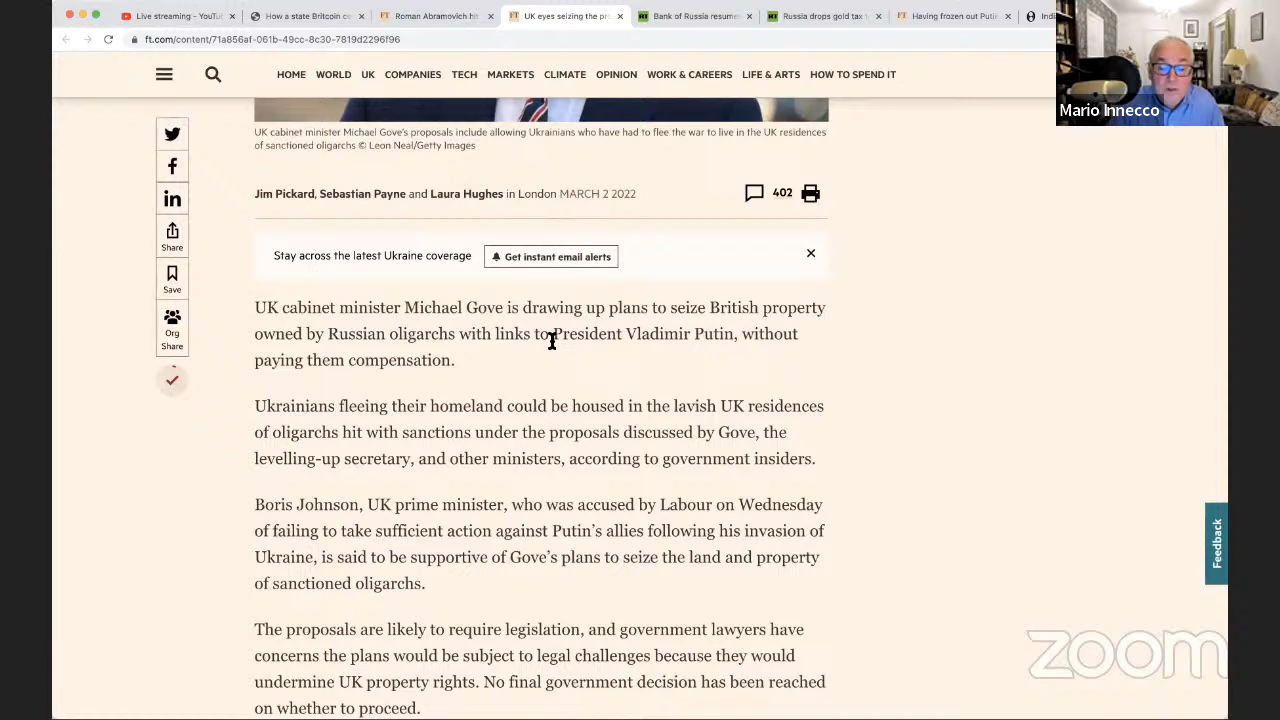 Live streaming - YouTu
How a state Britcoin co
FT Roman Abramovich hi
FT UK eyes seizing the pro
RT Bank of Russia resume
RT Russia drops gold tax f
FT Having frozen out Putin
Indi
ft.com/content/71a856af-061b-49cc-8c30-7819b2296f96
HOME WORLD UK COMPANIES TECH MARKETS CLIMATE OPINION WORK & CAREERS LIFE & ARTS HOW TO SPEND IT
Mario Innecco
UK cabinet minister Michael Gove's proposals include allowing Ukrainians who have had to flee the war to live in the UK residences
of sanctioned oligarchs © Leon Neal/Getty Images
Jim Pickard, Sebastian Payne and Laura Hughes in London MARCH 2 2022
402
Share
Save
Org
Share
Stay across the latest Ukraine coverage
Get instant email alerts
UK cabinet minister Michael Gove is drawing up plans to seize British property
owned by Russian oligarchs with links to President Vladimir Putin, without
paying them compensation.
Ukrainians fleeing their homeland could be housed in the lavish UK residences
of oligarchs hit with sanctions under the proposals discussed by Gove, the
levelling-up secretary, and other ministers, according to government insiders.
Boris Johnson, UK prime minister, who was accused by Labour on Wednesday
of failing to take sufficient action against Putin's allies following his invasion of
Ukraine, is said to be supportive of Gove's plans to seize the land and property
of sanctioned oligarchs.
The proposals are likely to require legislation, and government lawyers have
concerns the plans would be subject to legal challenges because they would
undermine UK property rights. No final government decision has been reached
on whether to proceed.
Feedback
zoom